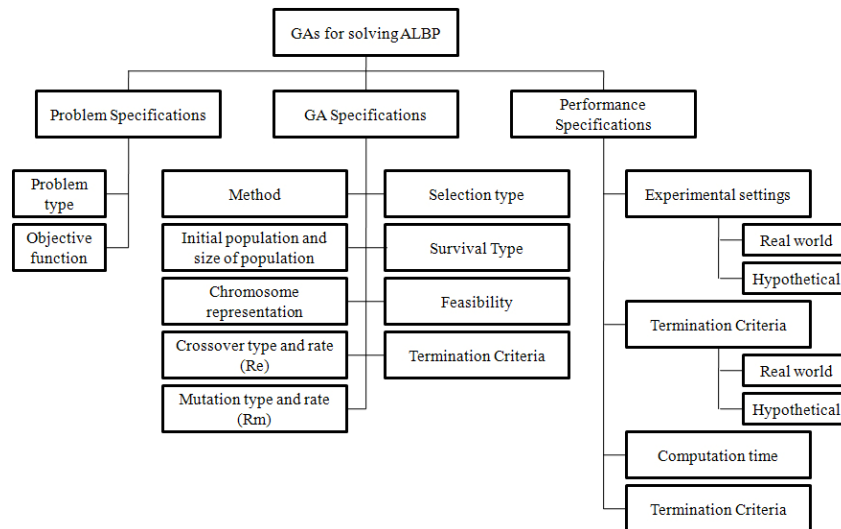 GAs for solving ALBP
Problem Specifications
GA Specifications
Performance
Specifications
Problem
type
Objective
function
Method
Initial population and
size of population
Chromosome
representation
Crossover type and rate
(Re)
Mutation type and rate
(Rm)
Selection type
Survival Type
Feasibility
Termination Criteria
Experimental settings
Real world
Hypothetical
Termination Criteria
Real world
Hypothetical
Computation time
Termination Criteria